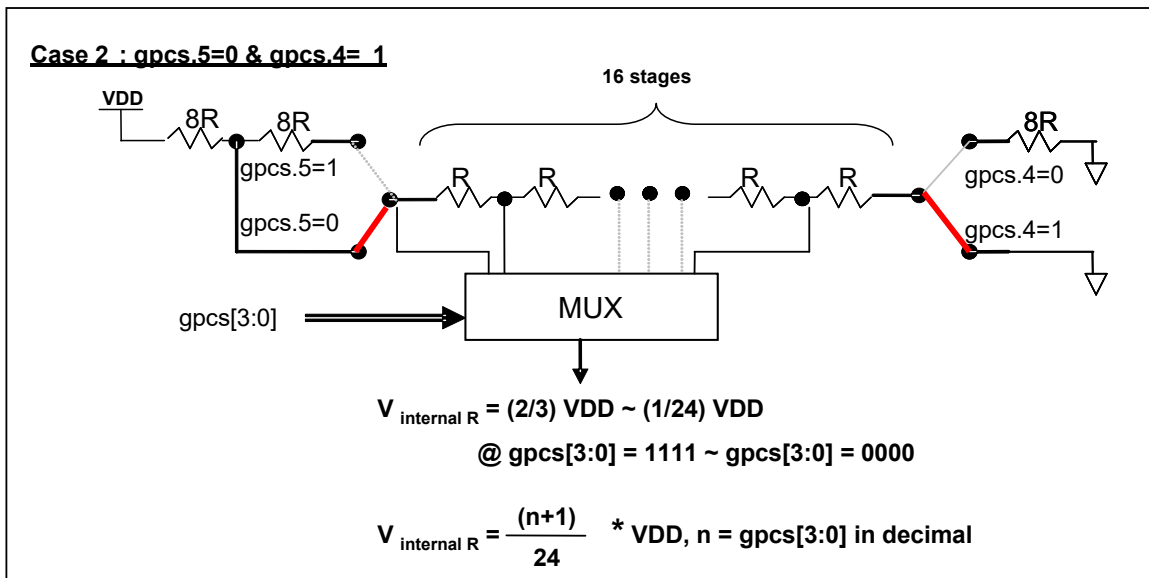 Case 2 : gpcs.5=0 & gpcs.4= 1
16 stages
VDD
8R
8R
8R
gpcs.5=1
R
R
R
R
gpcs.4=0
gpcs.5=0
gpcs.4=1
MUX
gpcs[3:0]
V internal R = (2/3) VDD ~ (1/24) VDD
@ gpcs[3:0] = 1111 ~ gpcs[3:0] = 0000
V internal R = (n+1) / 24 * VDD, n = gpcs[3:0] in decimal